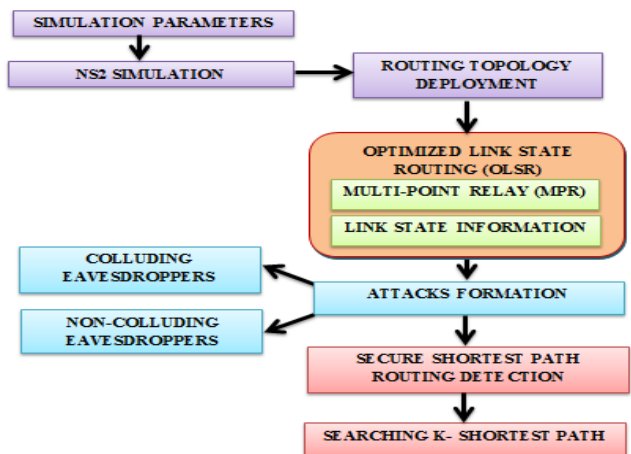 SIMULATION PARAMETERS
NS2 SIMULATION
ROUTING TOPOLOGY
DEPLOYMENT
OPTIMIZED LINK STATE
ROUTING (OLSR)
MULTI-POINT RELAY (MPR)
LINK STATE INFORMATION
COLLUDING
EAVESDROPPERS
ATTACKS FORMATION
NON-COLLUDING
EAVESDROPPERS
SECURE SHORTEST PATH
ROUTING DETECTION
SEARCHING K- SHORTEST PATH